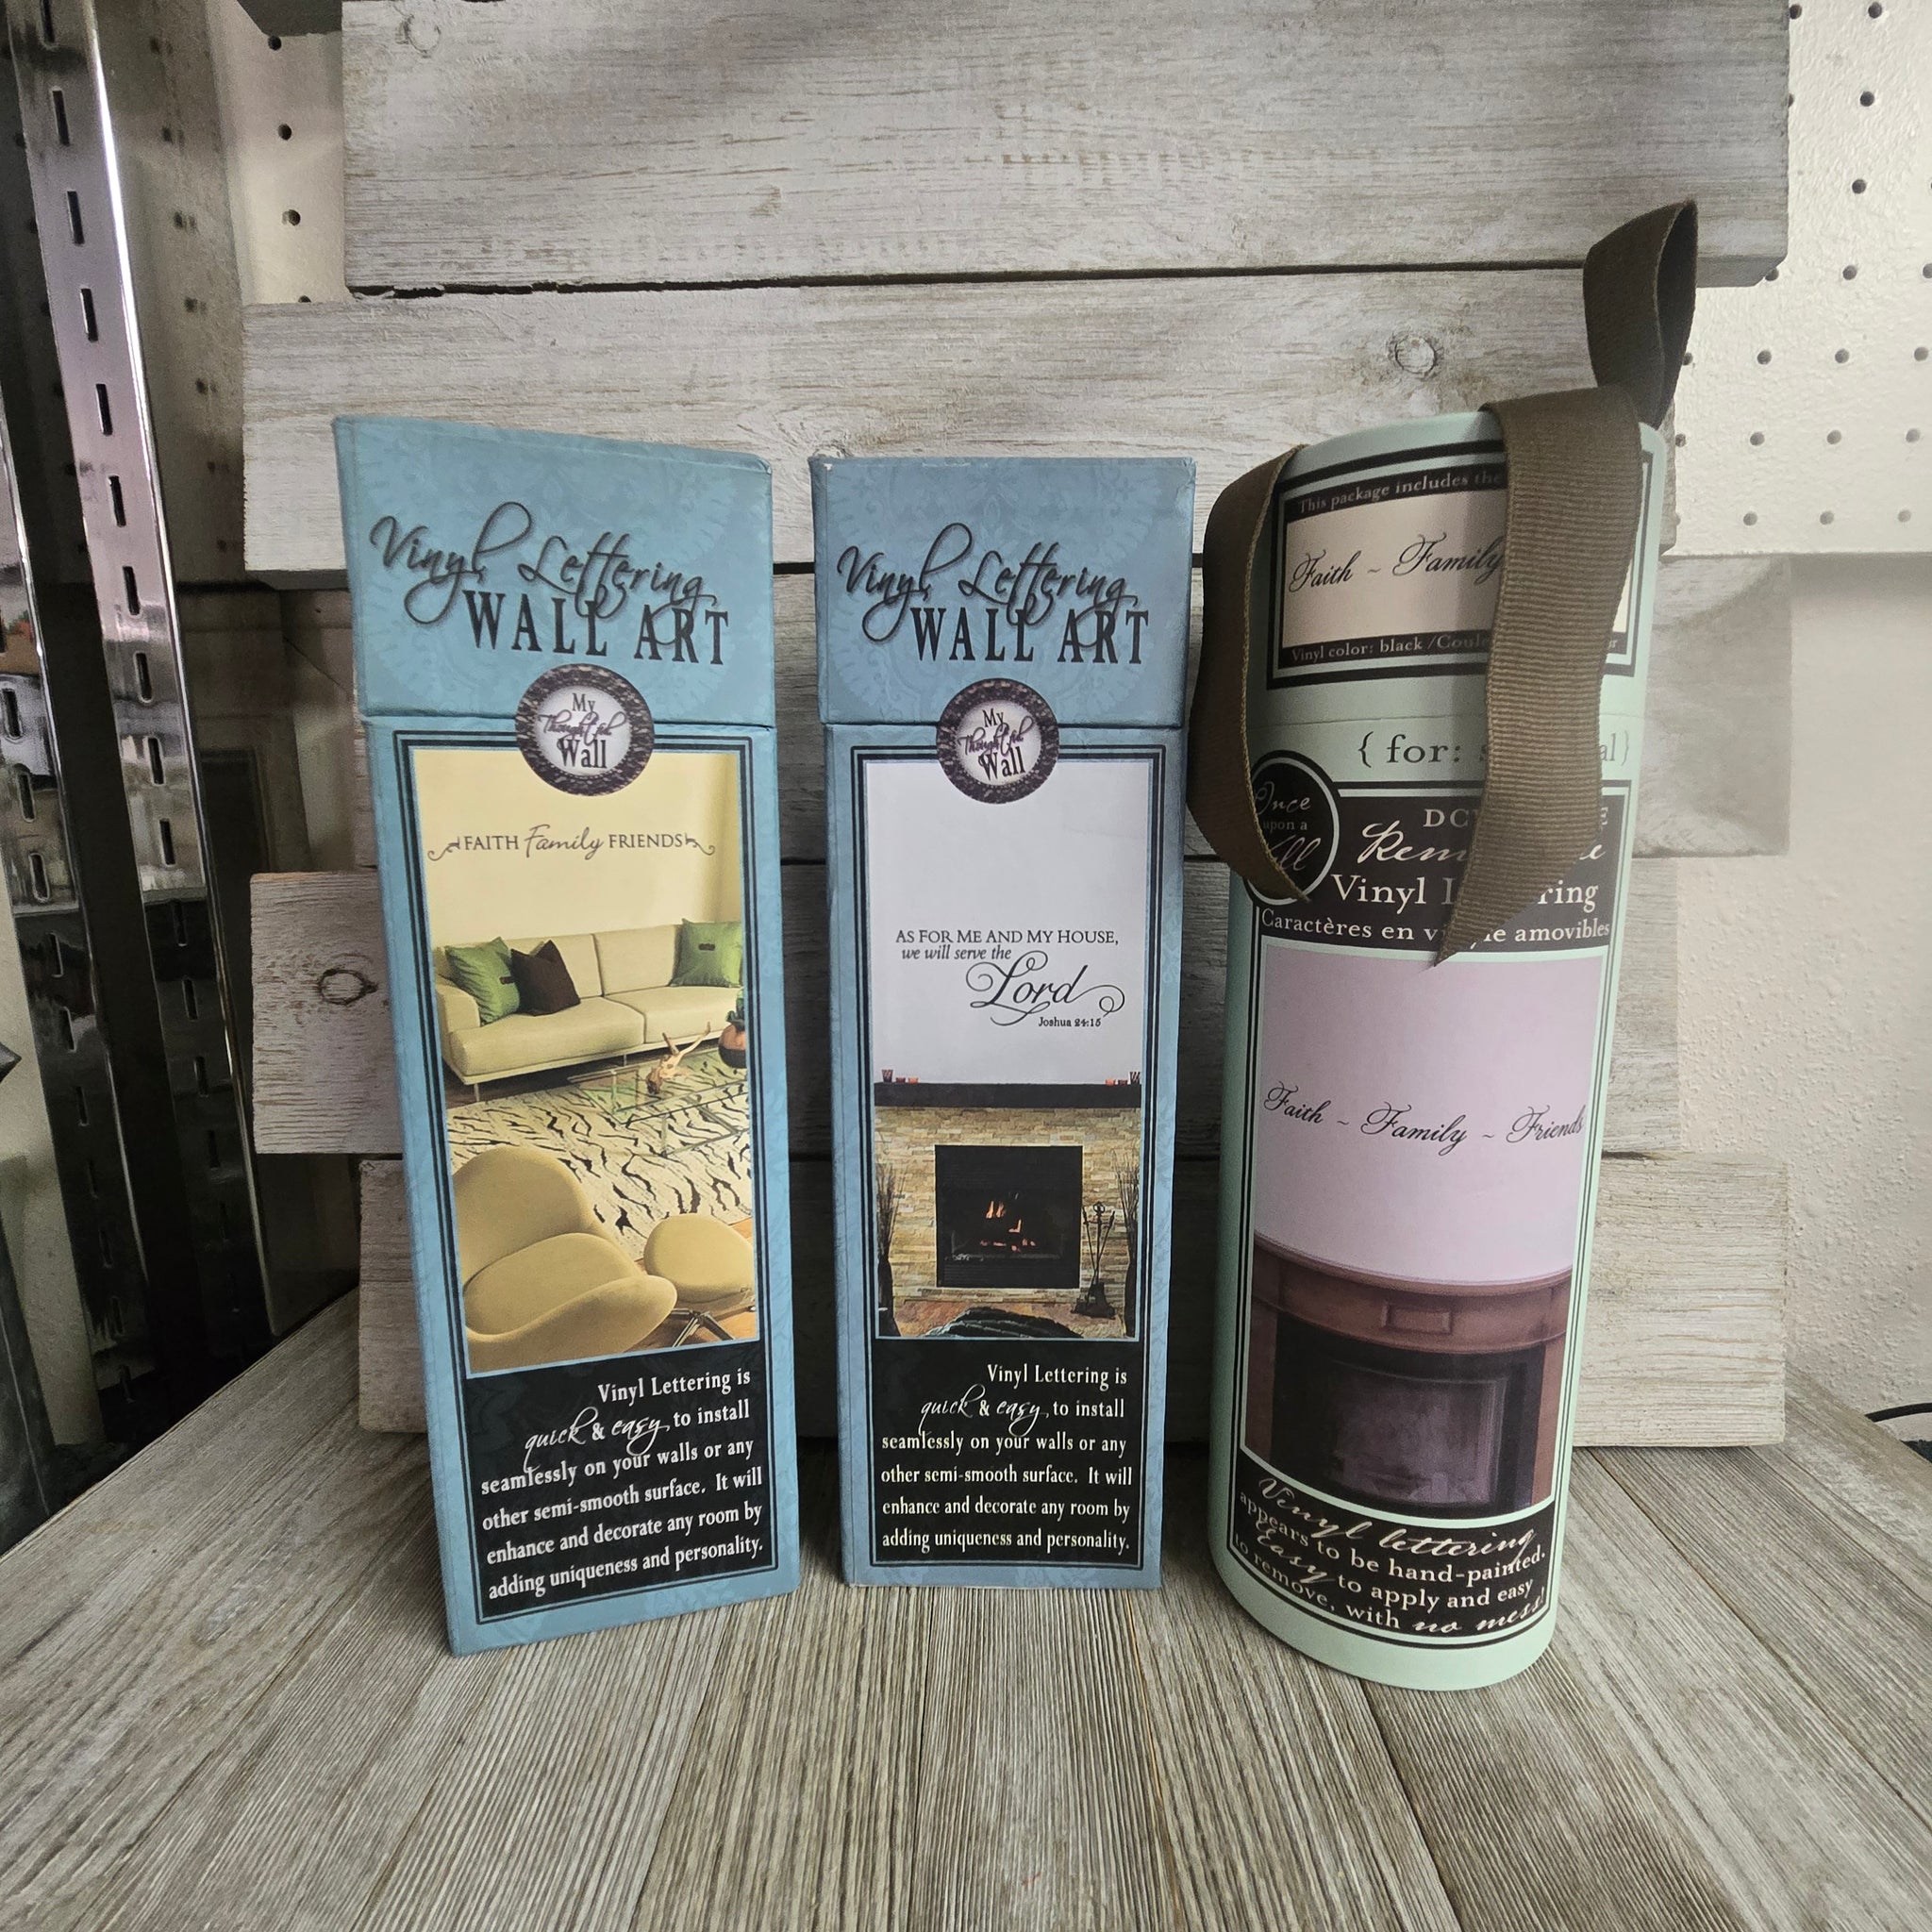 Vinyl Lettering
WALL ART
My
Thoughtful
Wall
FAITH Family FRIENDS
Vinyl Lettering is
quick & easy to install
seamlessly on your walls or any
other semi-smooth surface. It will
enhance and decorate any room by
adding uniqueness and personality.
Vinyl Lettering
WALL ART
My
Thoughtful
Wall
AS FOR ME AND MY HOUSE,
we will serve the
Lord
Joshua 24:15
Vinyl Lettering is
quick & easy to install
seamlessly on your walls or any
other semi-smooth surface. It will
enhance and decorate any room by
adding uniqueness and personality.
This package includes the
Faith ~ Family
Vinyl color: black /
{ for:
Once
upon a
Vinyl
Caractères en amovibles
Faith ~ Family ~ Friends
Vinyl lettering
appears to be hand-painted.
Easy to apply and easy
to remove, with no mess!